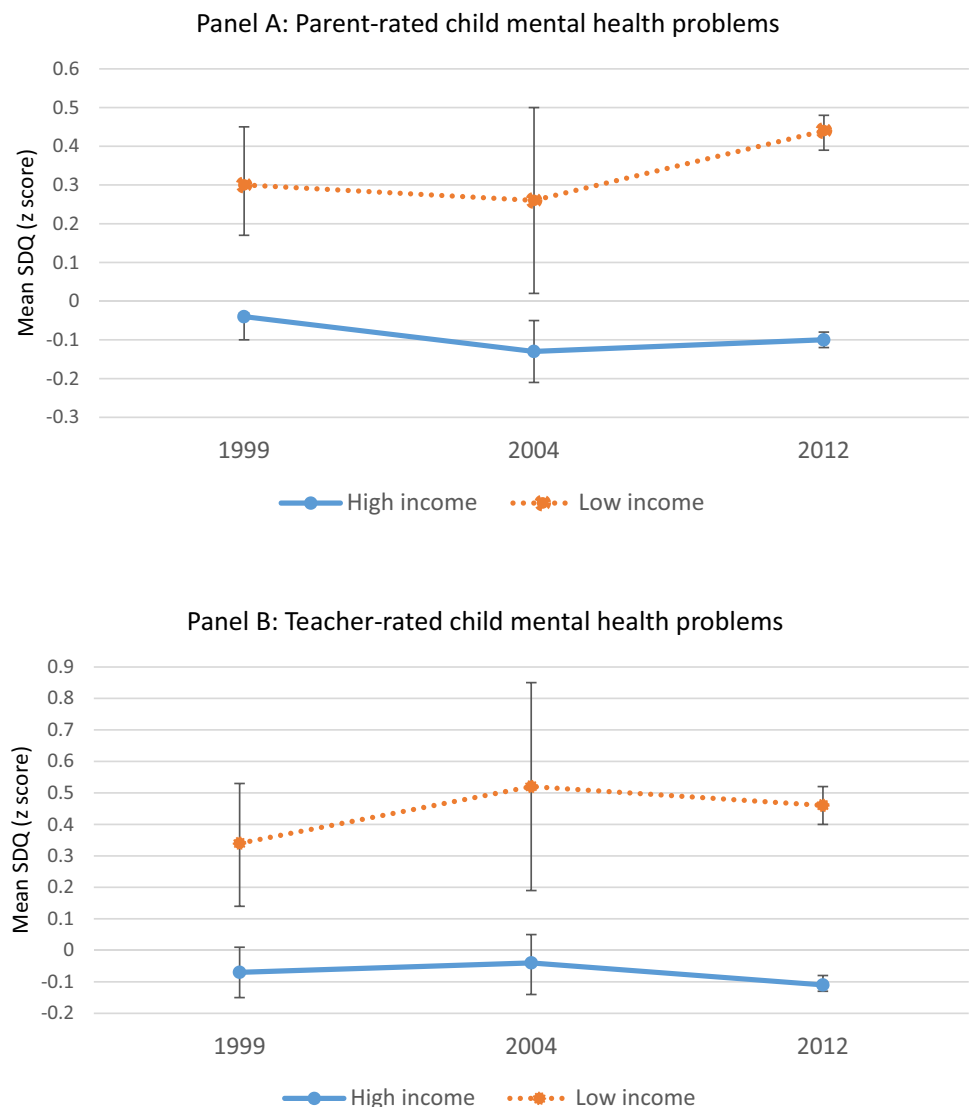 Panel A: Parent-rated child mental health problems
Mean SDQ (z score)
0.6
0.5
0.4
0.3
0.2
0.1
0
-0.1
-0.2
-0.3
1999 2004 2012
High income Low income
Panel B: Teacher-rated child mental health problems
Mean SDQ (z score)
0.9
0.8
0.7
0.6
0.5
0.4
0.3
0.2
0.1
0
-0.1
-0.2
1999 2004 2012
High income Low income